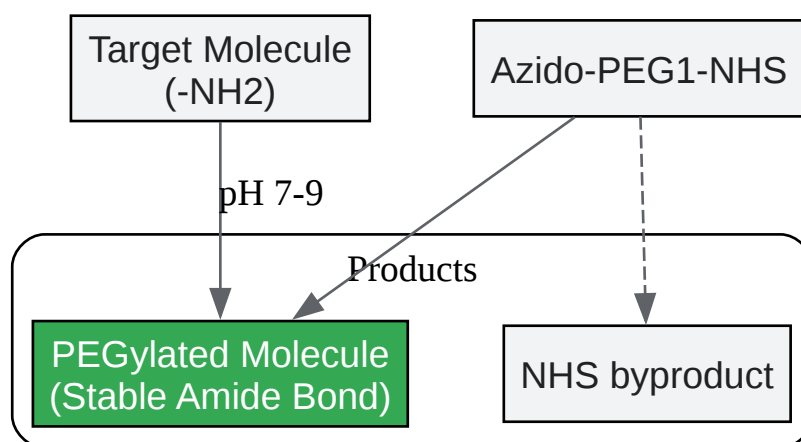 Target Molecule
(-NH2)
Azido-PEG1-NHS
pH 7-9
Products
PEGylated Molecule
(Stable Amide Bond)
NHS byproduct